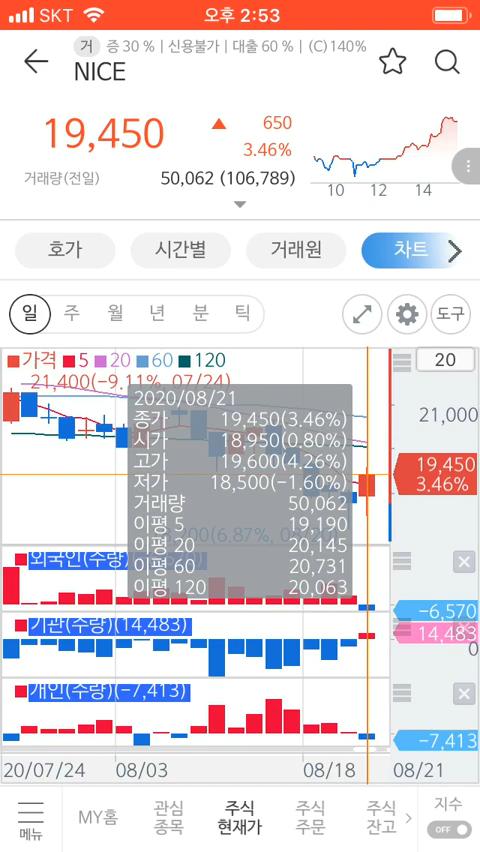 SKT 오후 2:53
거 증 30 % | 신용불가 | 대출 60 % | (C)140%
NICE
19,450 ▲ 650
3.46%
거래량(전일) 50,062 (106,789)
10 12 14
호가 시간별 거래원 차트
일 주 월 년 분 틱 도구
가격 5 20 60 120 20
21,400(-9.11%, 07/24)
21,000
19,450
3.46%
2020/08/21
종가 19,450(3.46%)
시가 18,950(0.80%)
고가 19,600(4.26%)
저가 18,500(-1.60%)
거래량 50,062
이평 5 19,190
이평 20 20,145
이평 60 20,731
이평 120 20,063
외국인(수량)
-6,570
기관(수량)(14,483)
14,483
0
개인(수량)(-7,413)
-7,413
20/07/24 08/03 08/18 08/21
메뉴 MY홈 관심 종목 주식 현재가 주식 주문 주식 잔고 지수 OFF